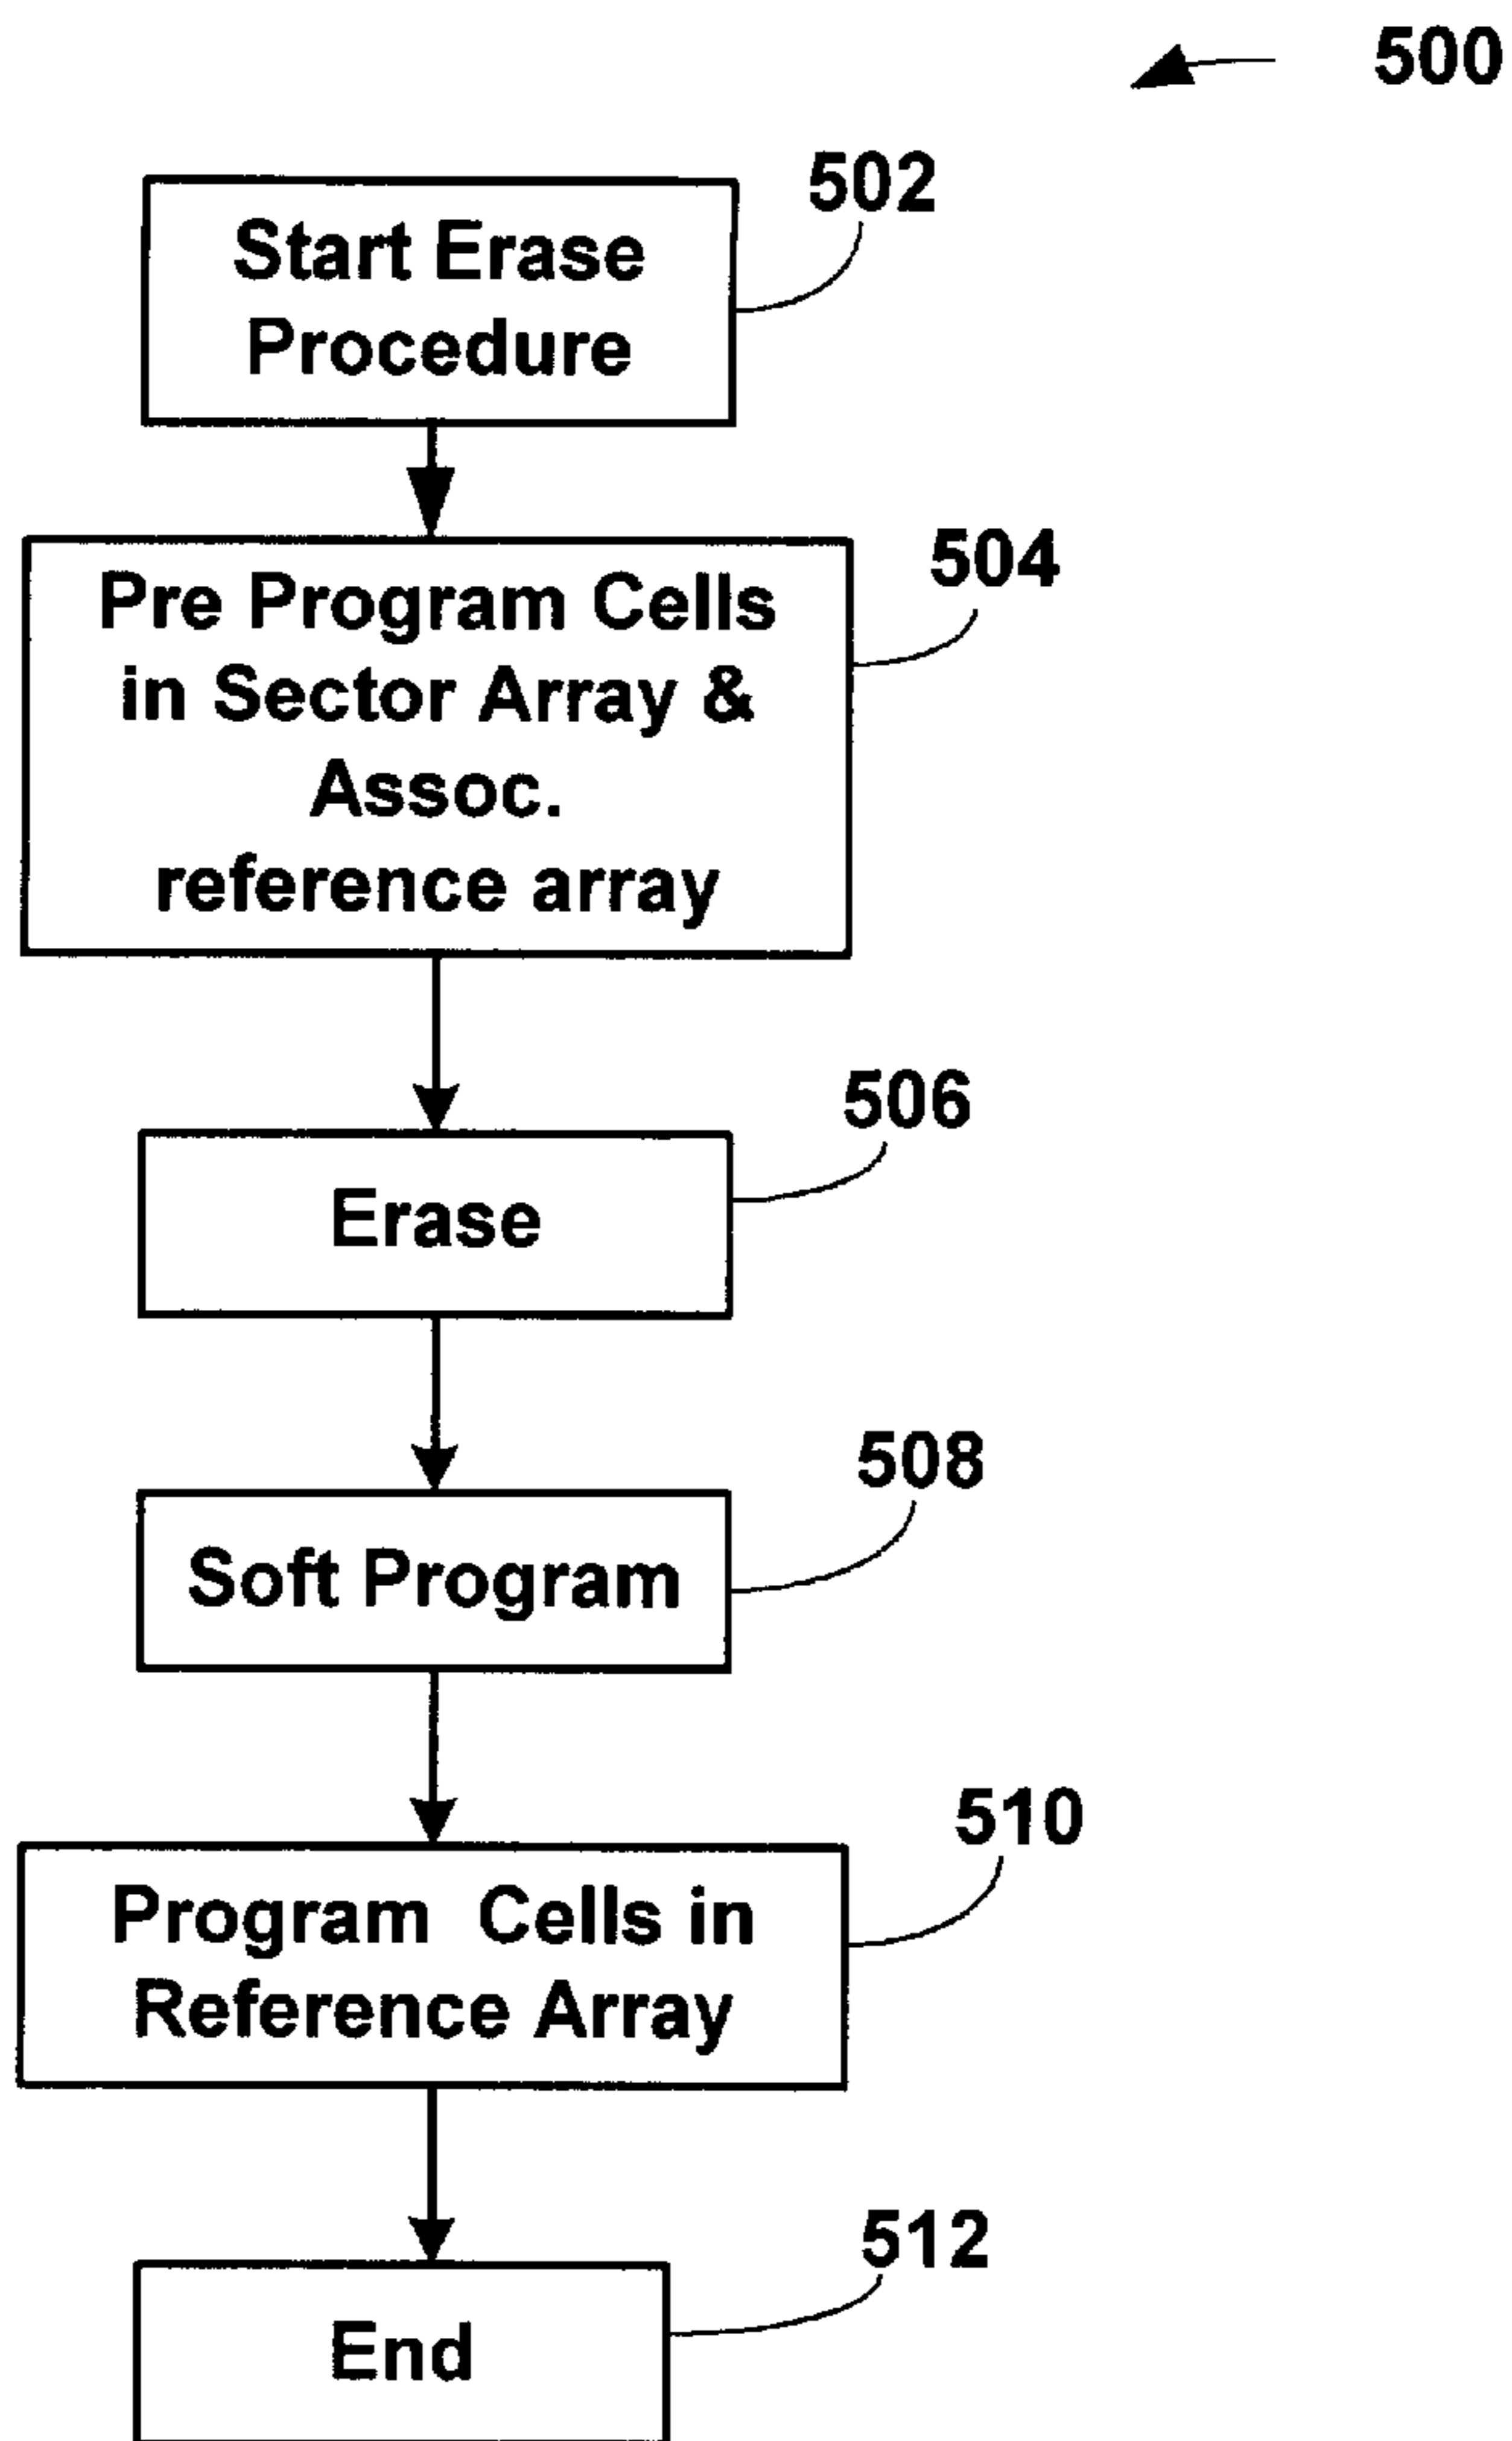 500
502
Start Erase
Procedure
504
Pre Program Cells
in Sector Array &
Assoc.
reference array
506
Erase
508
Soft Program
510
Program Cells in
Reference Array
512
End